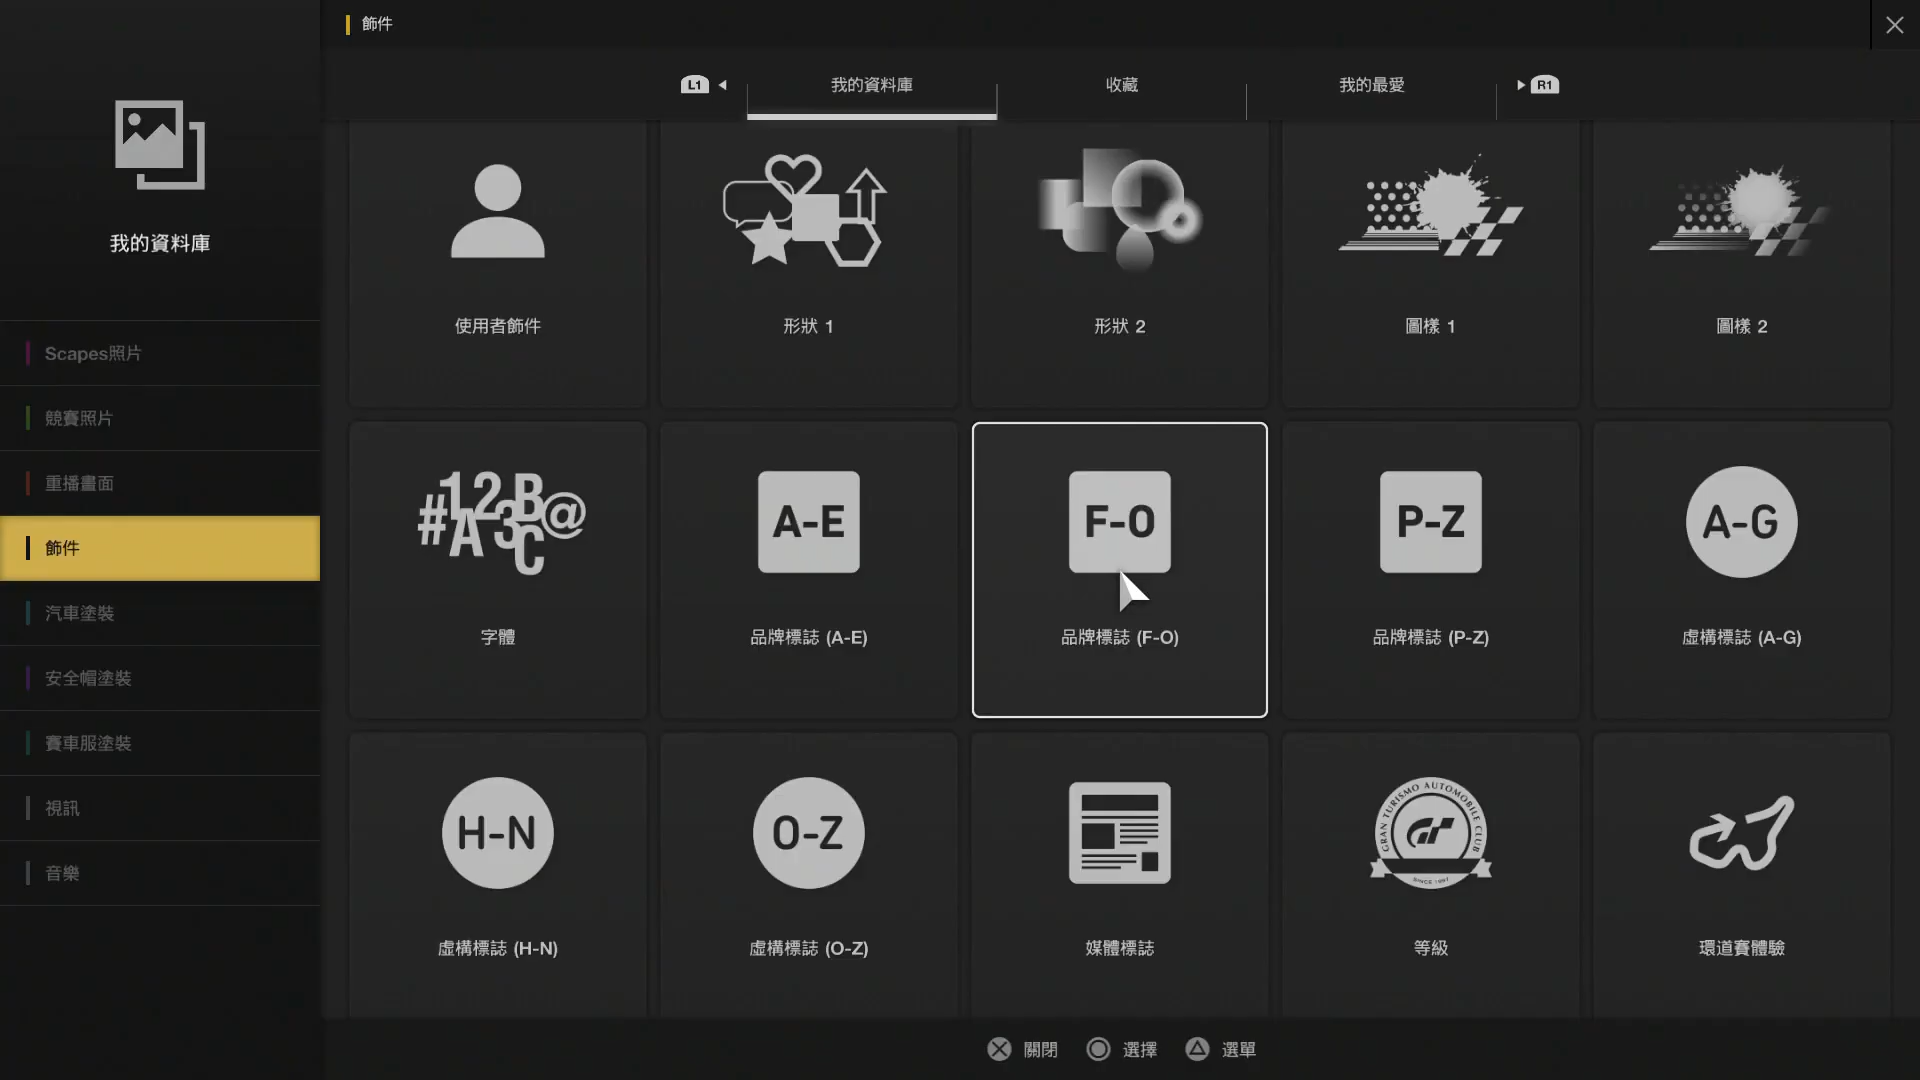 飾件
L1
我的資料庫
收藏
我的最愛
R1
我的資料庫
Scapes照片
競賽照片
重播畫面
飾件
汽車塗裝
安全帽塗裝
賽車服塗裝
視訊
音樂
使用者飾件
形狀 1
形狀 2
圖樣 1
圖樣 2
#123ABC@
字體
A-E
品牌標誌 (A-E)
F-O
品牌標誌 (F-O)
P-Z
品牌標誌 (P-Z)
A-G
虛構標誌 (A-G)
H-N
虛構標誌 (H-N)
O-Z
虛構標誌 (O-Z)
媒體標誌
GRAN TURISMO AUTOMOBILE CLUB
SINCE 1997
等級
環道賽體驗
關閉
選擇
選單